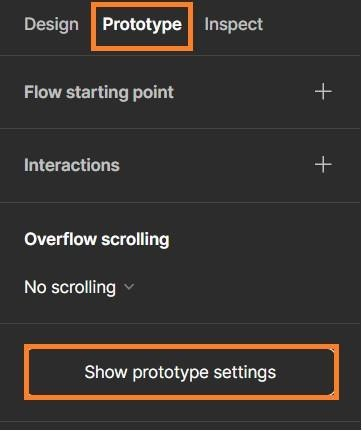 Design Prototype Inspect
Flow starting point
Interactions
Overflow scrolling
No scrolling
Show prototype settings